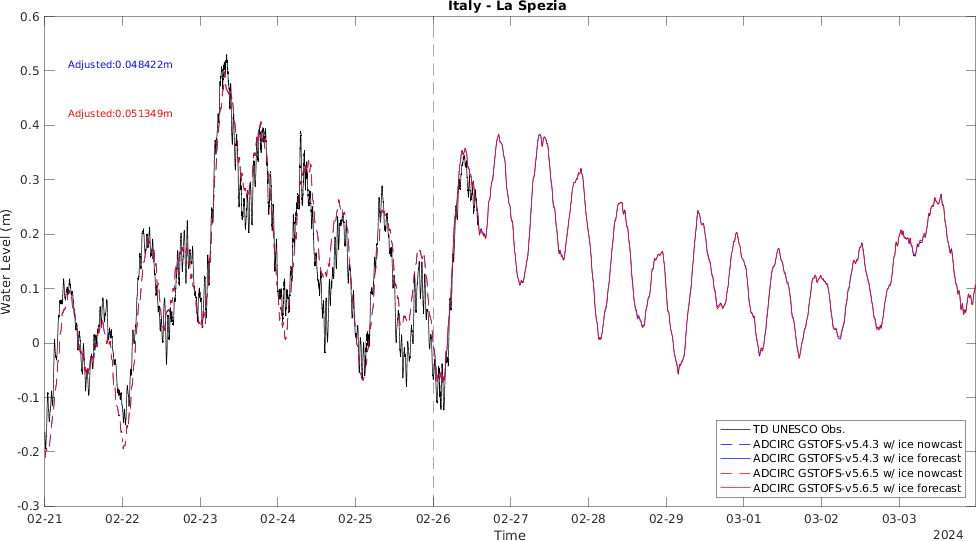 Italy - La Spezia
0.6
0.5
0.4
0.3
0.2
0.1
0
-0.1
-0.2
-0.3
Water Level (m)
Adjusted:0.048422m
Adjusted:0.051349m
TD UNESCO Obs.
ADCIRC GSTOFS-v5.4.3 w/ ice nowcast
ADCIRC GSTOFS-v5.4.3 w/ ice forecast
ADCIRC GSTOFS-v5.6.5 w/ ice nowcast
ADCIRC GSTOFS-v5.6.5 w/ ice forecast
02-21 02-22 02-23 02-24 02-25 02-26 02-27 02-28 02-29 03-01 03-02 03-03
Time
2024